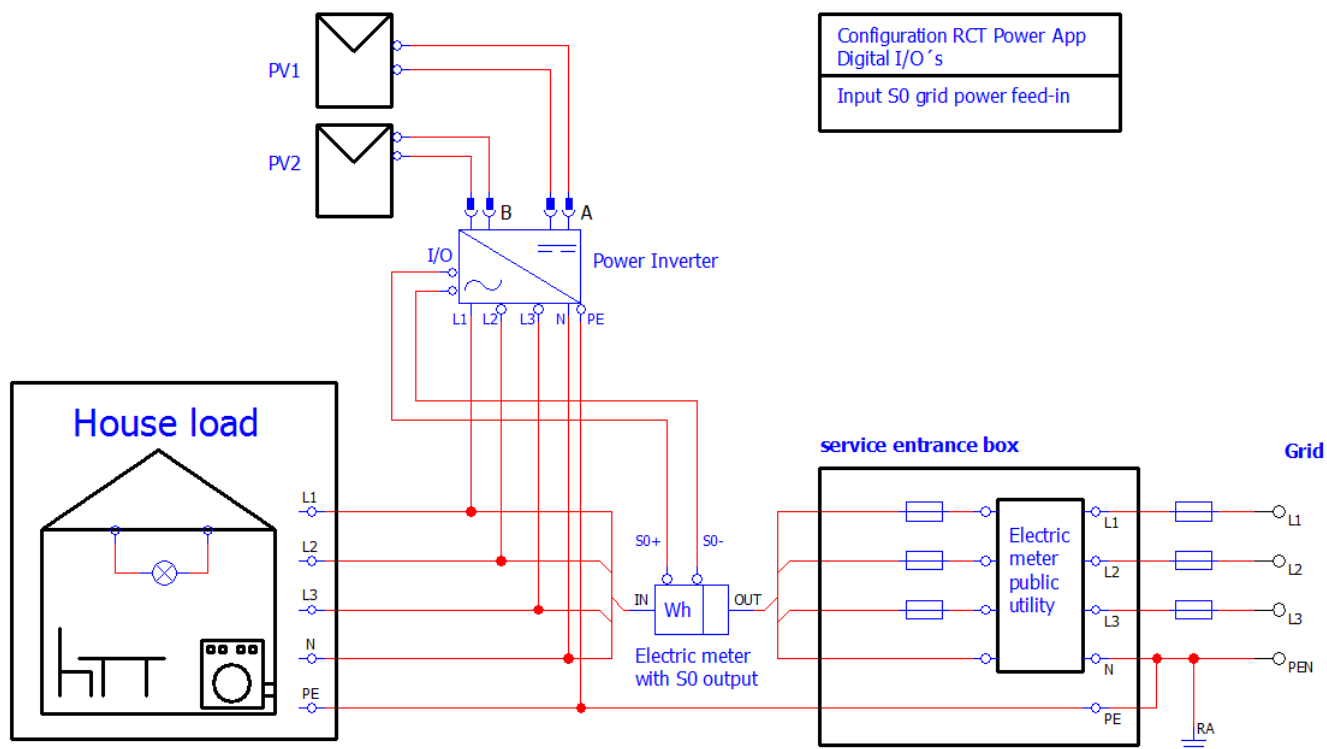 Configuration RCT Power App
Digital I/O´s
Input S0 grid power feed-in
PV1
PV2
B
A
I/O
Power Inverter
L1
L2
L3
N
PE
House load
service entrance box
Grid
L1
L2
L3
N
PE
S0+
S0-
IN
Wh
OUT
Electric meter
with S0 output
Electric
meter
public
utility
L1
L2
L3
N
PE
L1
L2
L3
PEN
RA